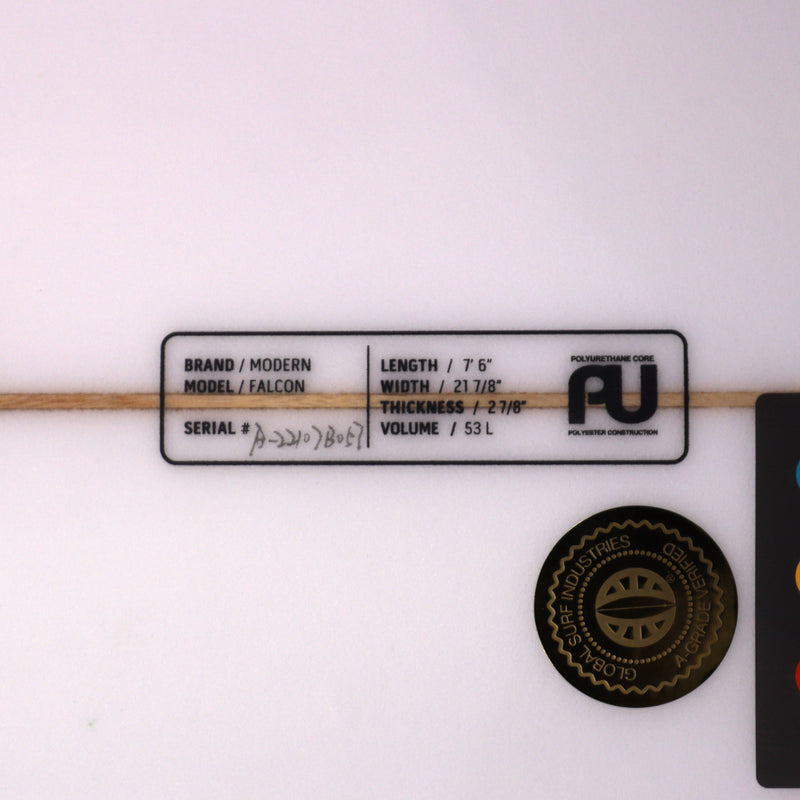 BRAND / MODERN
MODEL / FALCON
SERIAL # A-22107B057
LENGTH / 7' 6"
WIDTH / 21 7/8"
THICKNESS / 2 7/8"
VOLUME / 53 L
POLYURETHANE CORE
PU
POLYESTER CONSTRUCTION
GLOBAL SURF INDUSTRIES
A-GRADE VERIFIED